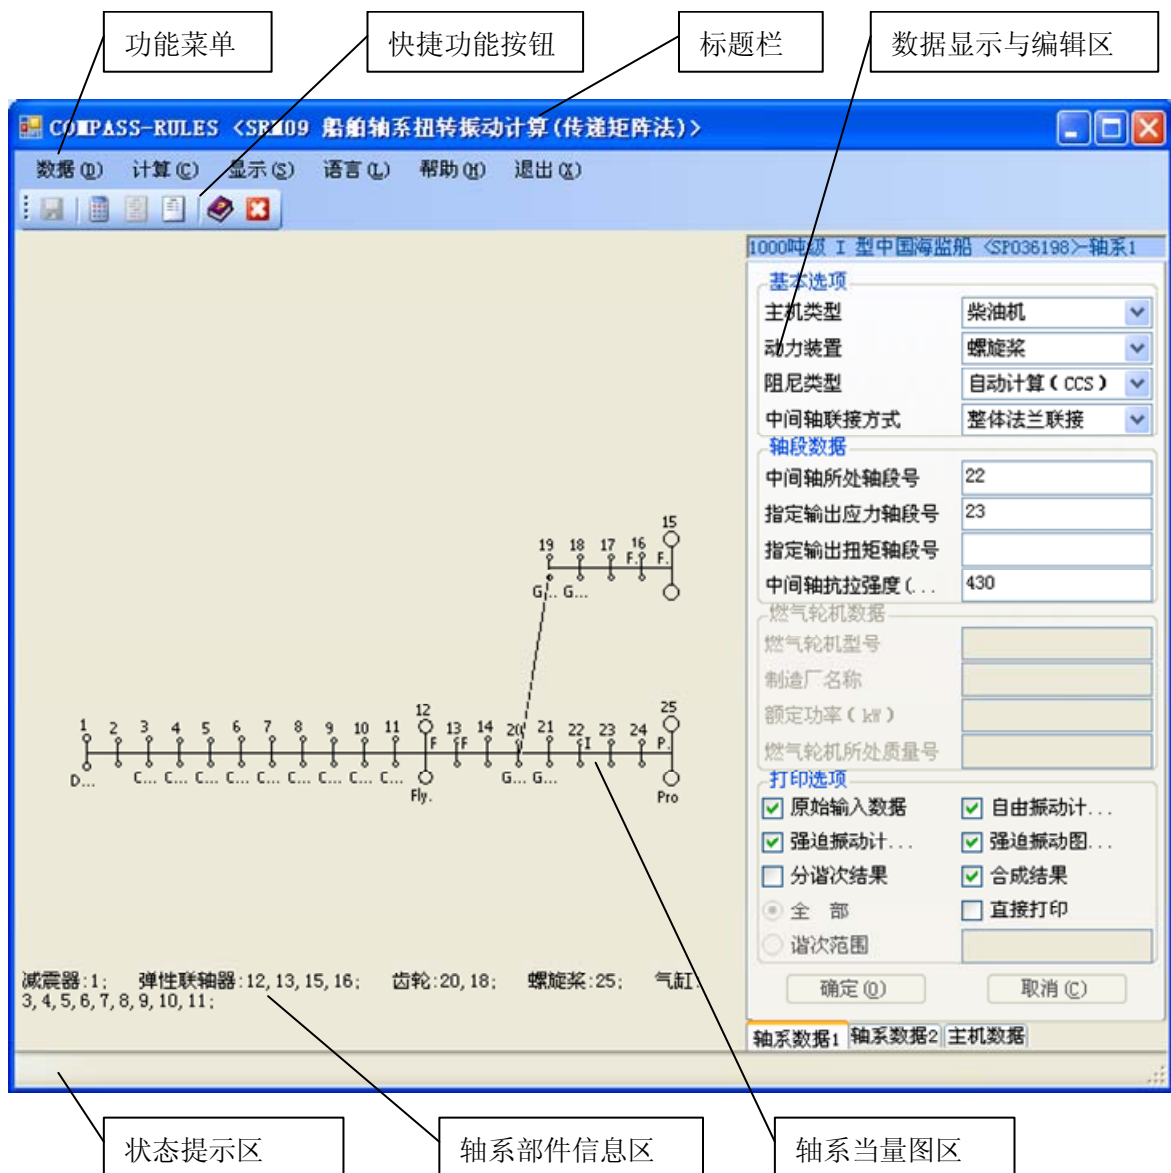 功能菜单
快捷功能按钮
标题栏
数据显示与编辑区
COMPASS-RULES <SRM09 船舶轴系扭转振动计算(传递矩阵法)>
数据(D) 计算(C) 显示(S) 语言(L) 帮助(H) 退出(X)
1000吨级 I 型中国海监船 <SP036198>-轴系1
基本选项
主机类型 柴油机
动力装置 螺旋桨
阻尼类型 自动计算(CCS)
中间轴联接方式 整体法兰联接
轴段数据
中间轴所处轴段号 22
指定输出应力轴段号 23
指定输出扭矩轴段号
中间轴抗拉强度(... 430
燃气轮机数据
燃气轮机型号
制造厂名称
额定功率(kW)
燃气轮机所处质量号
打印选项
原始输入数据 自由振动计...
强迫振动计... 强迫振动图...
分谐次结果 合成结果
全 部 直接打印
谐次范围
确定(O) 取消(C)
轴系数据1 轴系数据2 主机数据
15
19 18 17 16
F. F.
G... G...
12 25
1 2 3 4 5 6 7 8 9 10 11 13 14 20 21 22 23 24
F F I P.
D... C... C... C... C... C... C... C... C... C... G... G...
Fly. Pro
减震器:1; 弹性联轴器:12,13,15,16; 齿轮:20,18; 螺旋桨:25; 气缸:
3,4,5,6,7,8,9,10,11;
状态提示区
轴系部件信息区
轴系当量图区